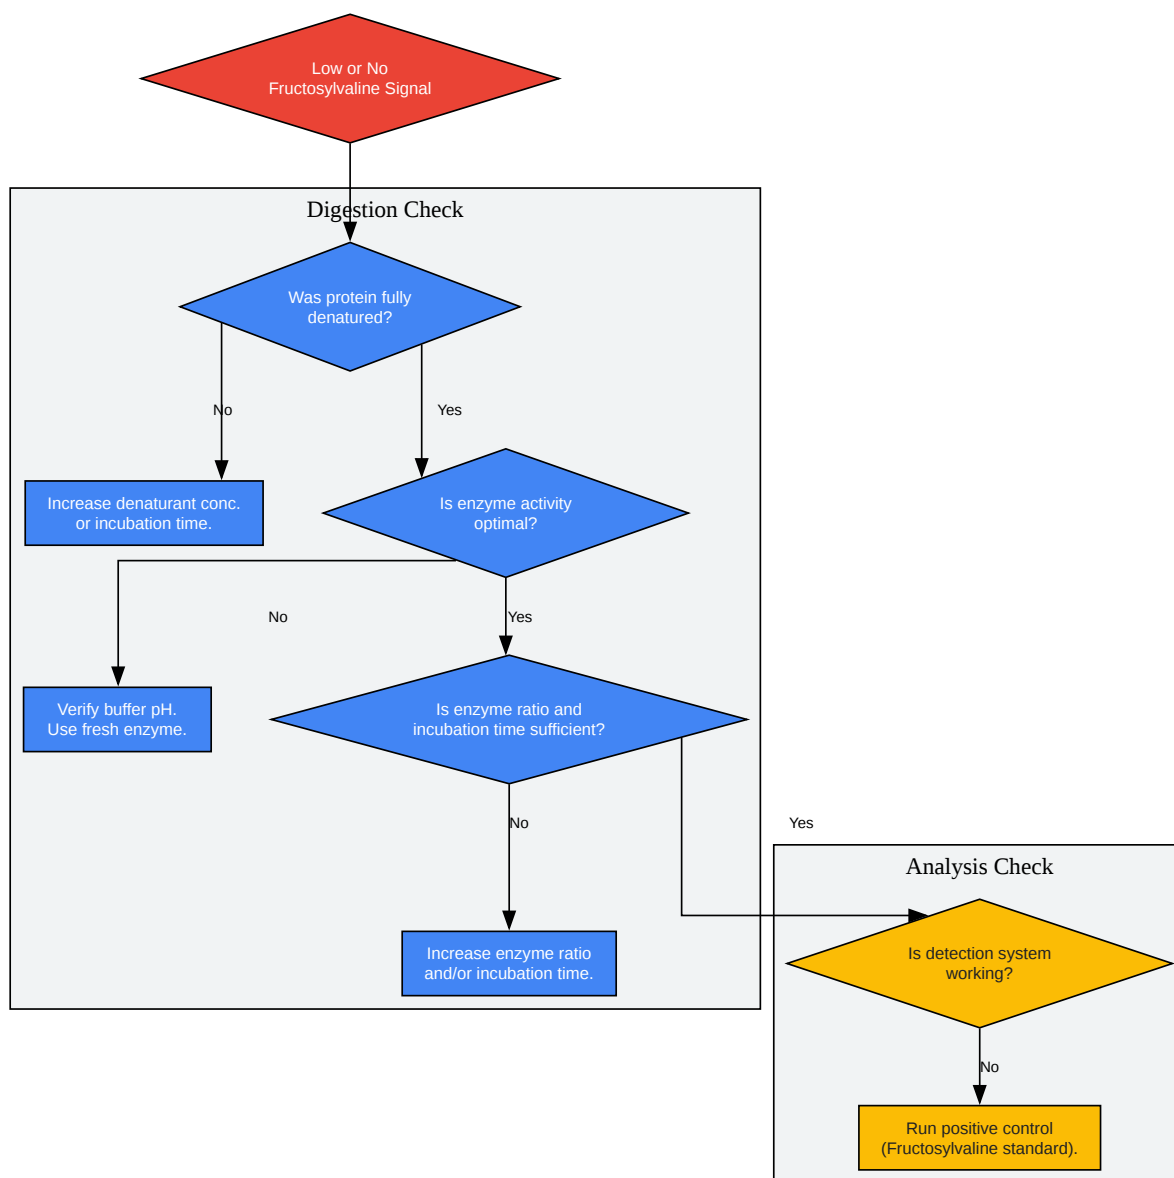 Low or No
Fructosylvaline Signal
Digestion Check
Was protein fully
denatured?
No
Yes
Increase denaturant conc.
or incubation time.
Is enzyme activity
optimal?
No
Yes
Verify buffer pH.
Use fresh enzyme.
Is enzyme ratio and
incubation time sufficient?
No
Yes
Increase enzyme ratio
and/or incubation time.
Analysis Check
Is detection system
working?
No
Run positive control
(Fructosylvaline standard).